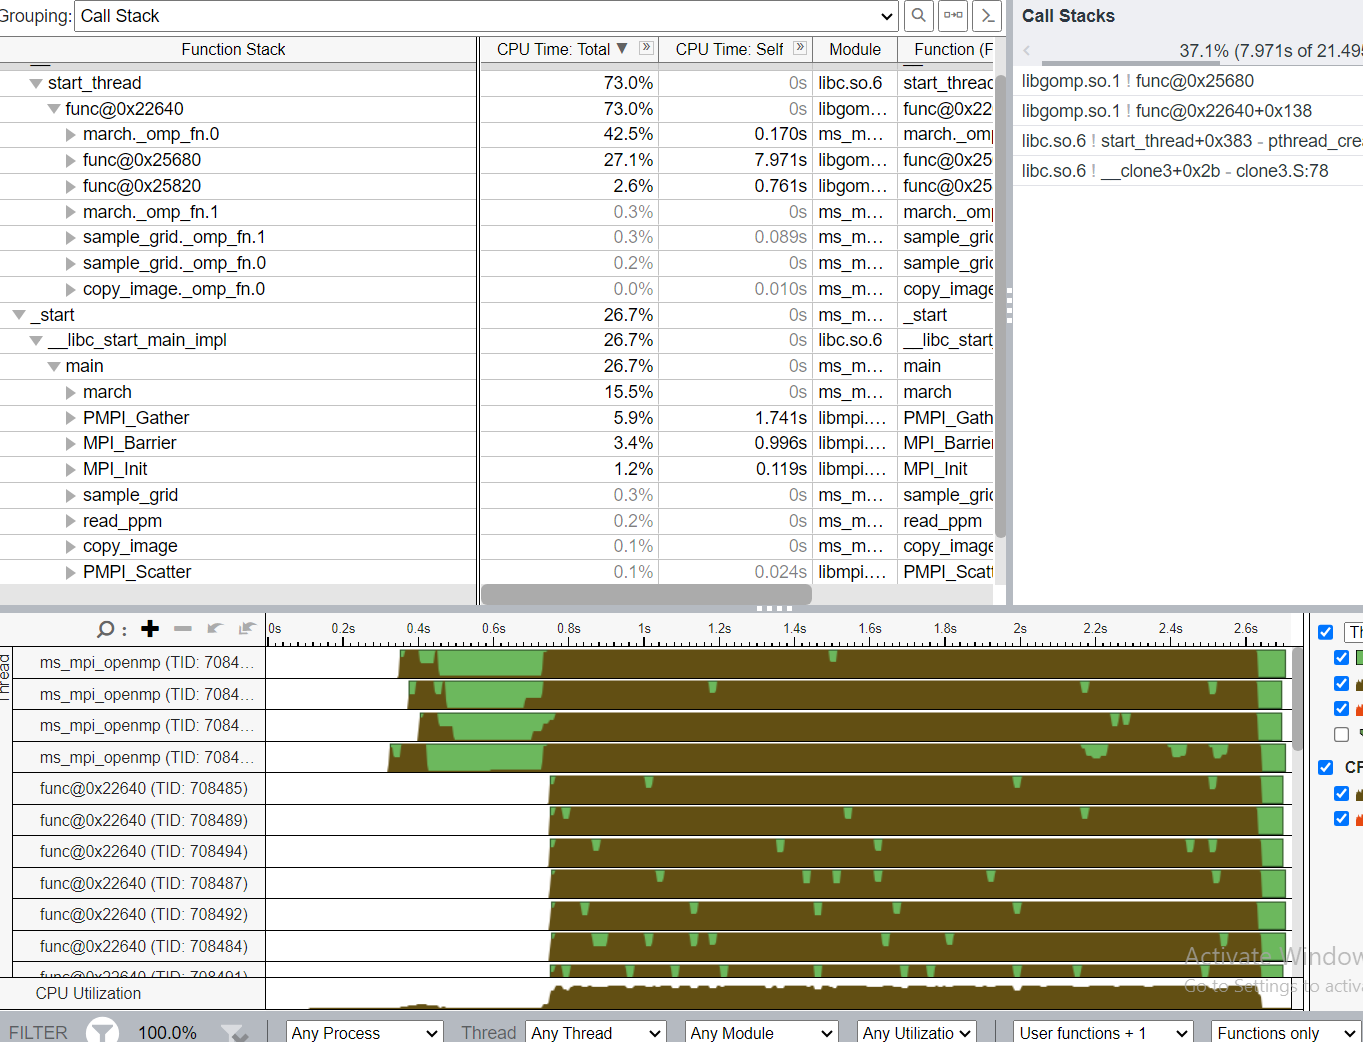 Grouping: Call Stack
Function Stack CPU Time: Total CPU Time: Self Module Function (F
start_thread 73.0% 0s libc.so.6 start_thread
func@0x22640 73.0% 0s libgom... func@0x22
march._omp_fn.0 42.5% 0.170s ms_m... march._om
func@0x25680 27.1% 7.971s libgom... func@0x25
func@0x25820 2.6% 0.761s libgom... func@0x25
march._omp_fn.1 0.3% 0s ms_m... march._om
sample_grid._omp_fn.1 0.3% 0.089s ms_m... sample_gric
sample_grid._omp_fn.0 0.2% 0s ms_m... sample_gric
copy_image._omp_fn.0 0.0% 0.010s ms_m... copy_image
_start 26.7% 0s ms_m... _start
__libc_start_main_impl 26.7% 0s libc.so.6 __libc_start
main 26.7% 0s ms_m... main
march 15.5% 0s ms_m... march
PMPI_Gather 5.9% 1.741s libmpi.... PMPI_Gath
MPI_Barrier 3.4% 0.996s libmpi.... MPI_Barrier
MPI_Init 1.2% 0.119s libmpi.... MPI_Init
sample_grid 0.3% 0s ms_m... sample_gric
read_ppm 0.2% 0s ms_m... read_ppm
copy_image 0.1% 0s ms_m... copy_image
PMPI_Scatter 0.1% 0.024s libmpi.... PMPI_Scatt
Call Stacks
37.1% (7.971s of 21.495
libgomp.so.1 ! func@0x25680
libgomp.so.1 ! func@0x22640+0x138
libc.so.6 ! start_thread+0x383 - pthread_crea
libc.so.6 ! __clone3+0x2b - clone3.S:78
0s 0.2s 0.4s 0.6s 0.8s 1s 1.2s 1.4s 1.6s 1.8s 2s 2.2s 2.4s 2.6s
Thread
ms_mpi_openmp (TID: 7084...
ms_mpi_openmp (TID: 7084...
ms_mpi_openmp (TID: 7084...
ms_mpi_openmp (TID: 7084...
func@0x22640 (TID: 708485)
func@0x22640 (TID: 708489)
func@0x22640 (TID: 708494)
func@0x22640 (TID: 708487)
func@0x22640 (TID: 708492)
func@0x22640 (TID: 708484)
func@0x22640 (TID: 708491)
CPU Utilization
Th
CP
Activate Window
Go to Settings to activa
FILTER 100.0% Any Process Thread Any Thread Any Module Any Utilizatio User functions + 1 Functions only